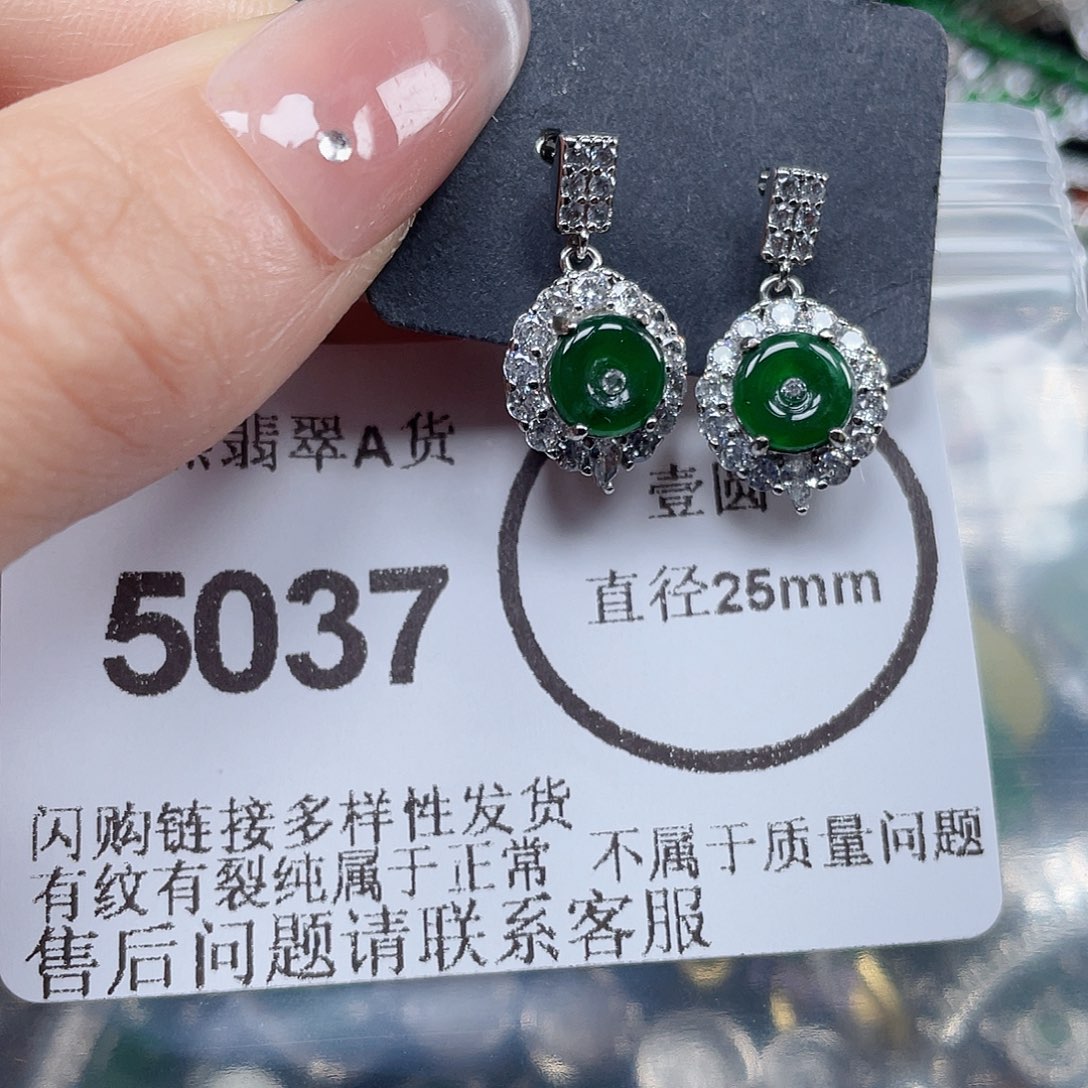 翡翠A货
壹圆
5037
直径25mm
闪购链接多样性发货
有纹有裂纯属于正常 不属于质量问题
售后问题请联系客服